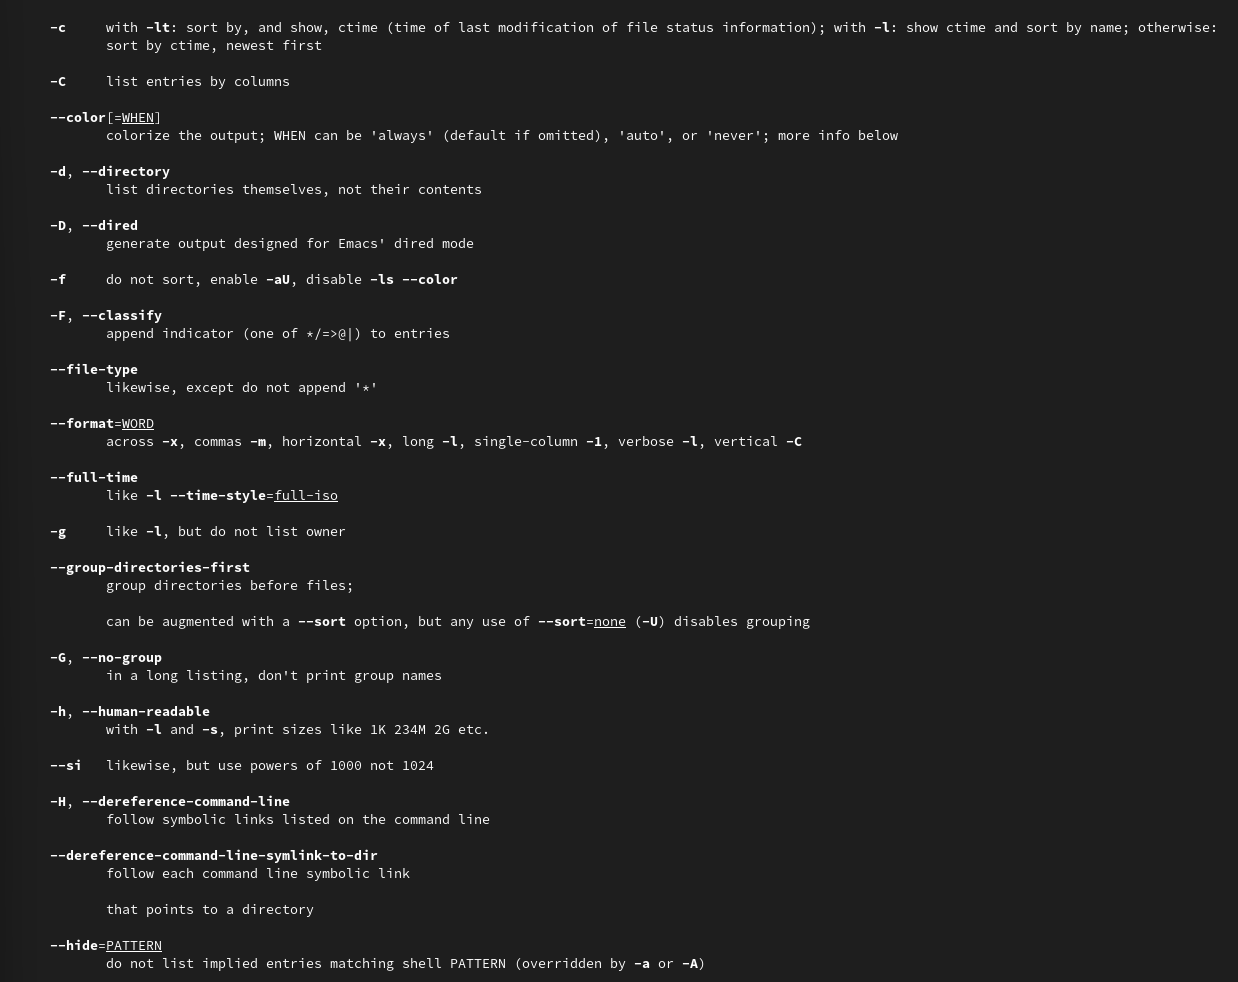 -c     with -lt: sort by, and show, ctime (time of last modification of file status information); with -l: show ctime and sort by name; otherwise:
       sort by ctime, newest first
-C     list entries by columns
--color[=WHEN]
       colorize the output; WHEN can be 'always' (default if omitted), 'auto', or 'never'; more info below
-d, --directory
       list directories themselves, not their contents
-D, --dired
       generate output designed for Emacs' dired mode
-f     do not sort, enable -aU, disable -ls --color
-F, --classify
       append indicator (one of */=>@|) to entries
--file-type
       likewise, except do not append '*'
--format=WORD
       across -x, commas -m, horizontal -x, long -l, single-column -1, verbose -l, vertical -C
--full-time
       like -l --time-style=full-iso
-g     like -l, but do not list owner
--group-directories-first
       group directories before files;
       can be augmented with a --sort option, but any use of --sort=none (-U) disables grouping
-G, --no-group
       in a long listing, don't print group names
-h, --human-readable
       with -l and -s, print sizes like 1K 234M 2G etc.
--si   likewise, but use powers of 1000 not 1024
-H, --dereference-command-line
       follow symbolic links listed on the command line
--dereference-command-line-symlink-to-dir
       follow each command line symbolic link
       that points to a directory
--hide=PATTERN
       do not list implied entries matching shell PATTERN (overridden by -a or -A)